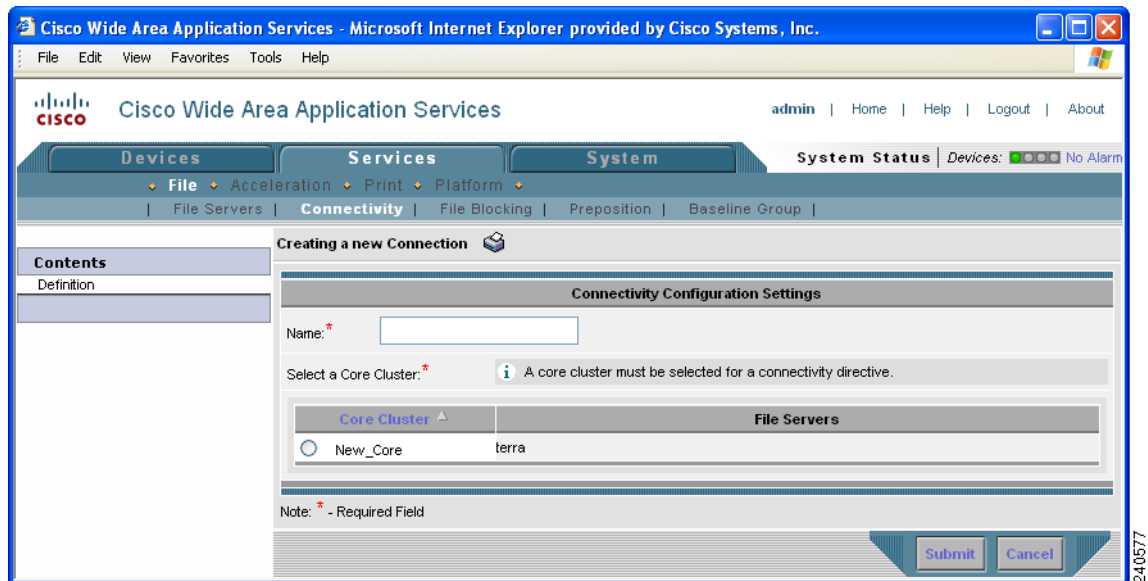 Cisco Wide Area Application Services - Microsoft Internet Explorer provided by Cisco Systems, Inc.
File Edit View Favorites Tools Help
CISCO
Cisco Wide Area Application Services
admin | Home | Help | Logout | About
Devices Services System
System Status | Devices: No Alarm
File Acceleration Print Platform
| File Servers | Connectivity | File Blocking | Preposition | Baseline Group |
Creating a new Connection
Contents
Definition
Connectivity Configuration Settings
Name:*
Select a Core Cluster:*
i A core cluster must be selected for a connectivity directive.
Core Cluster File Servers
New_Core terra
Note: * - Required Field
Submit Cancel
240577